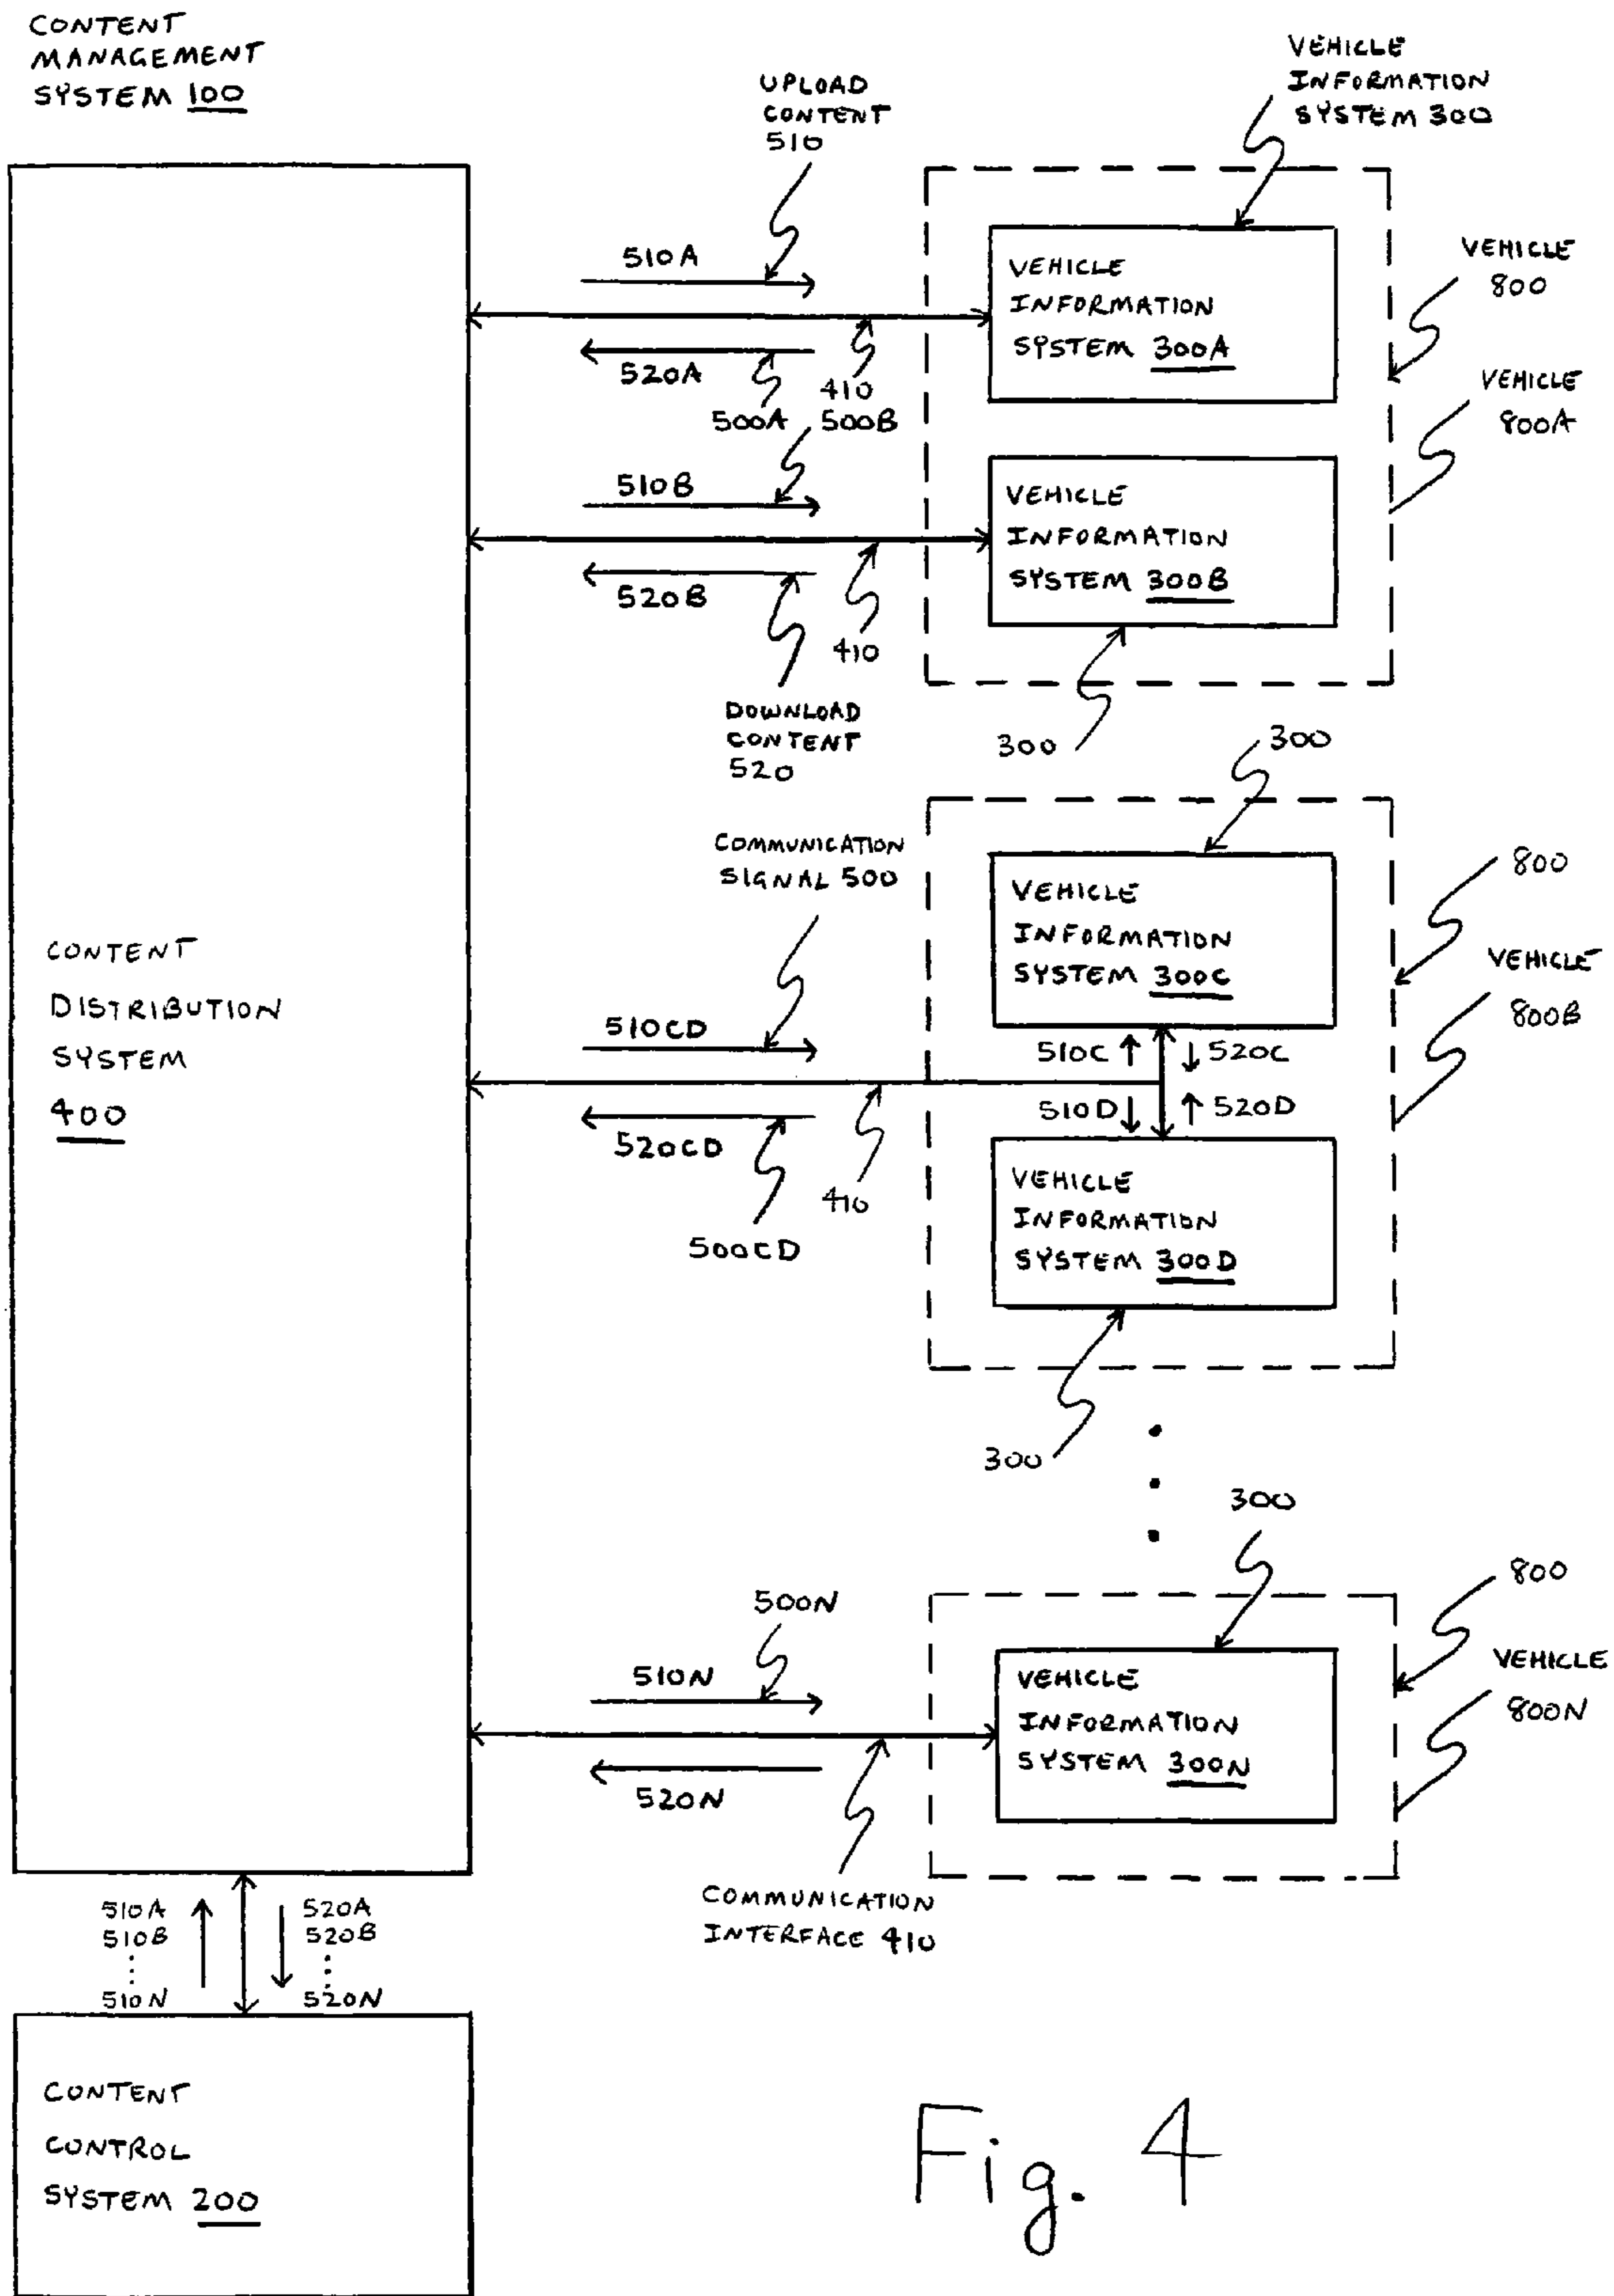 CONTENT
MANAGEMENT
SYSTEM 100
UPLOAD
CONTENT
510
VEHICLE
INFORMATION
SYSTEM 300
510A
520A
500A
410
VEHICLE
INFORMATION
SYSTEM 300A
VEHICLE
800
VEHICLE
800A
500B
510B
520B
410
DOWNLOAD
CONTENT
520
VEHICLE
INFORMATION
SYSTEM 300B
300
300
COMMUNICATION
SIGNAL 500
510CD
520CD
500CD
410
VEHICLE
INFORMATION
SYSTEM 300C
510C
520C
510D
520D
VEHICLE
INFORMATION
SYSTEM 300D
800
VEHICLE
800B
300
CONTENT
DISTRIBUTION
SYSTEM
400
300
500N
510N
520N
VEHICLE
INFORMATION
SYSTEM 300N
800
VEHICLE
800N
COMMUNICATION
INTERFACE 410
510A
510B
510N
520A
520B
520N
CONTENT
CONTROL
SYSTEM 200
Fig. 4